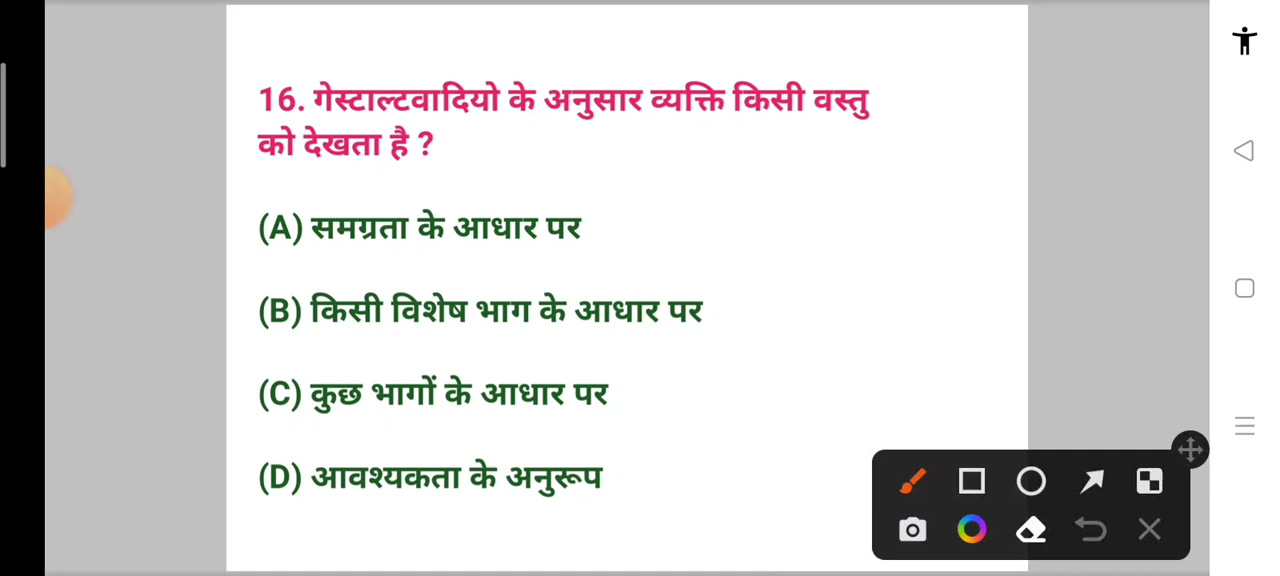 16. गेस्टाल्टवादियो के अनुसार व्यक्ति किसी वस्तु
को देखता है ?
(A) समग्रता के आधार पर
(B) किसी विशेष भाग के आधार पर
(C) कुछ भागों के आधार पर
(D) आवश्यकता के अनुरूप